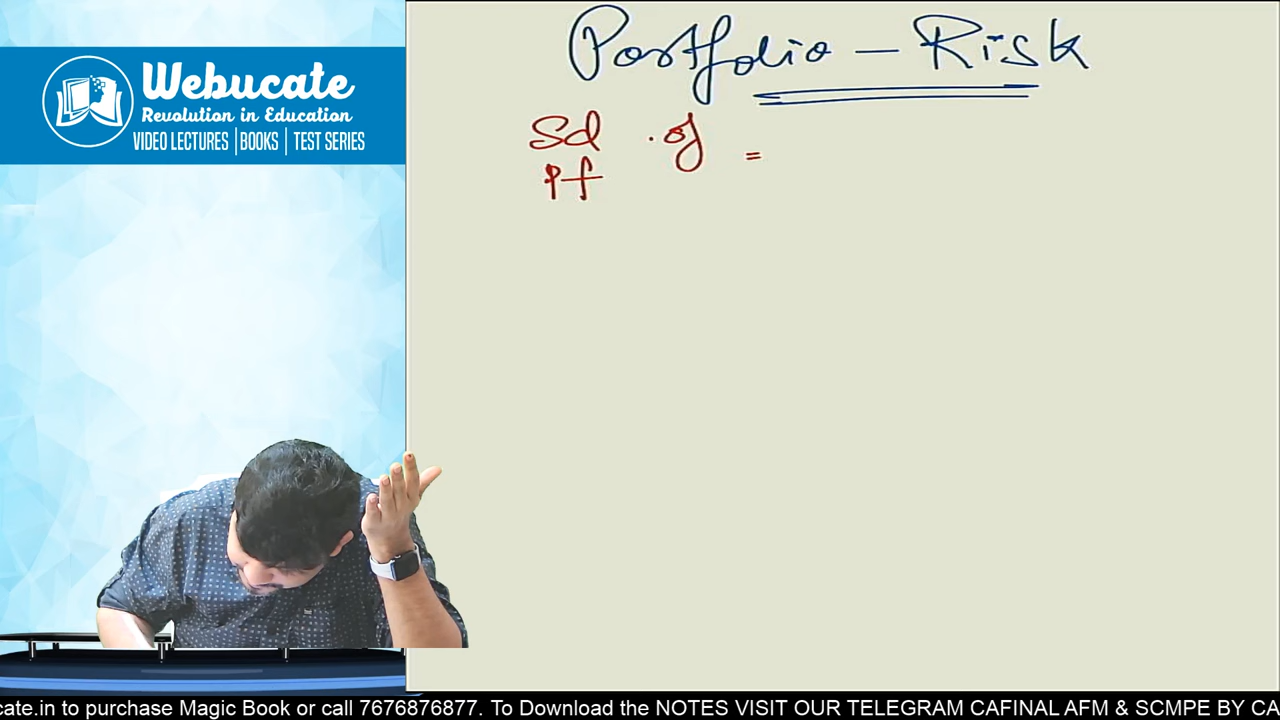 Webucate
Revolution in Education
VIDEO LECTURES | BOOKS | TEST SERIES
Portfolio - Risk
Sd of =
Pf
cate.in to purchase Magic Book or call 7676876877. To Download the NOTES VISIT OUR TELEGRAM CAFINAL AFM & SCMPE BY CA